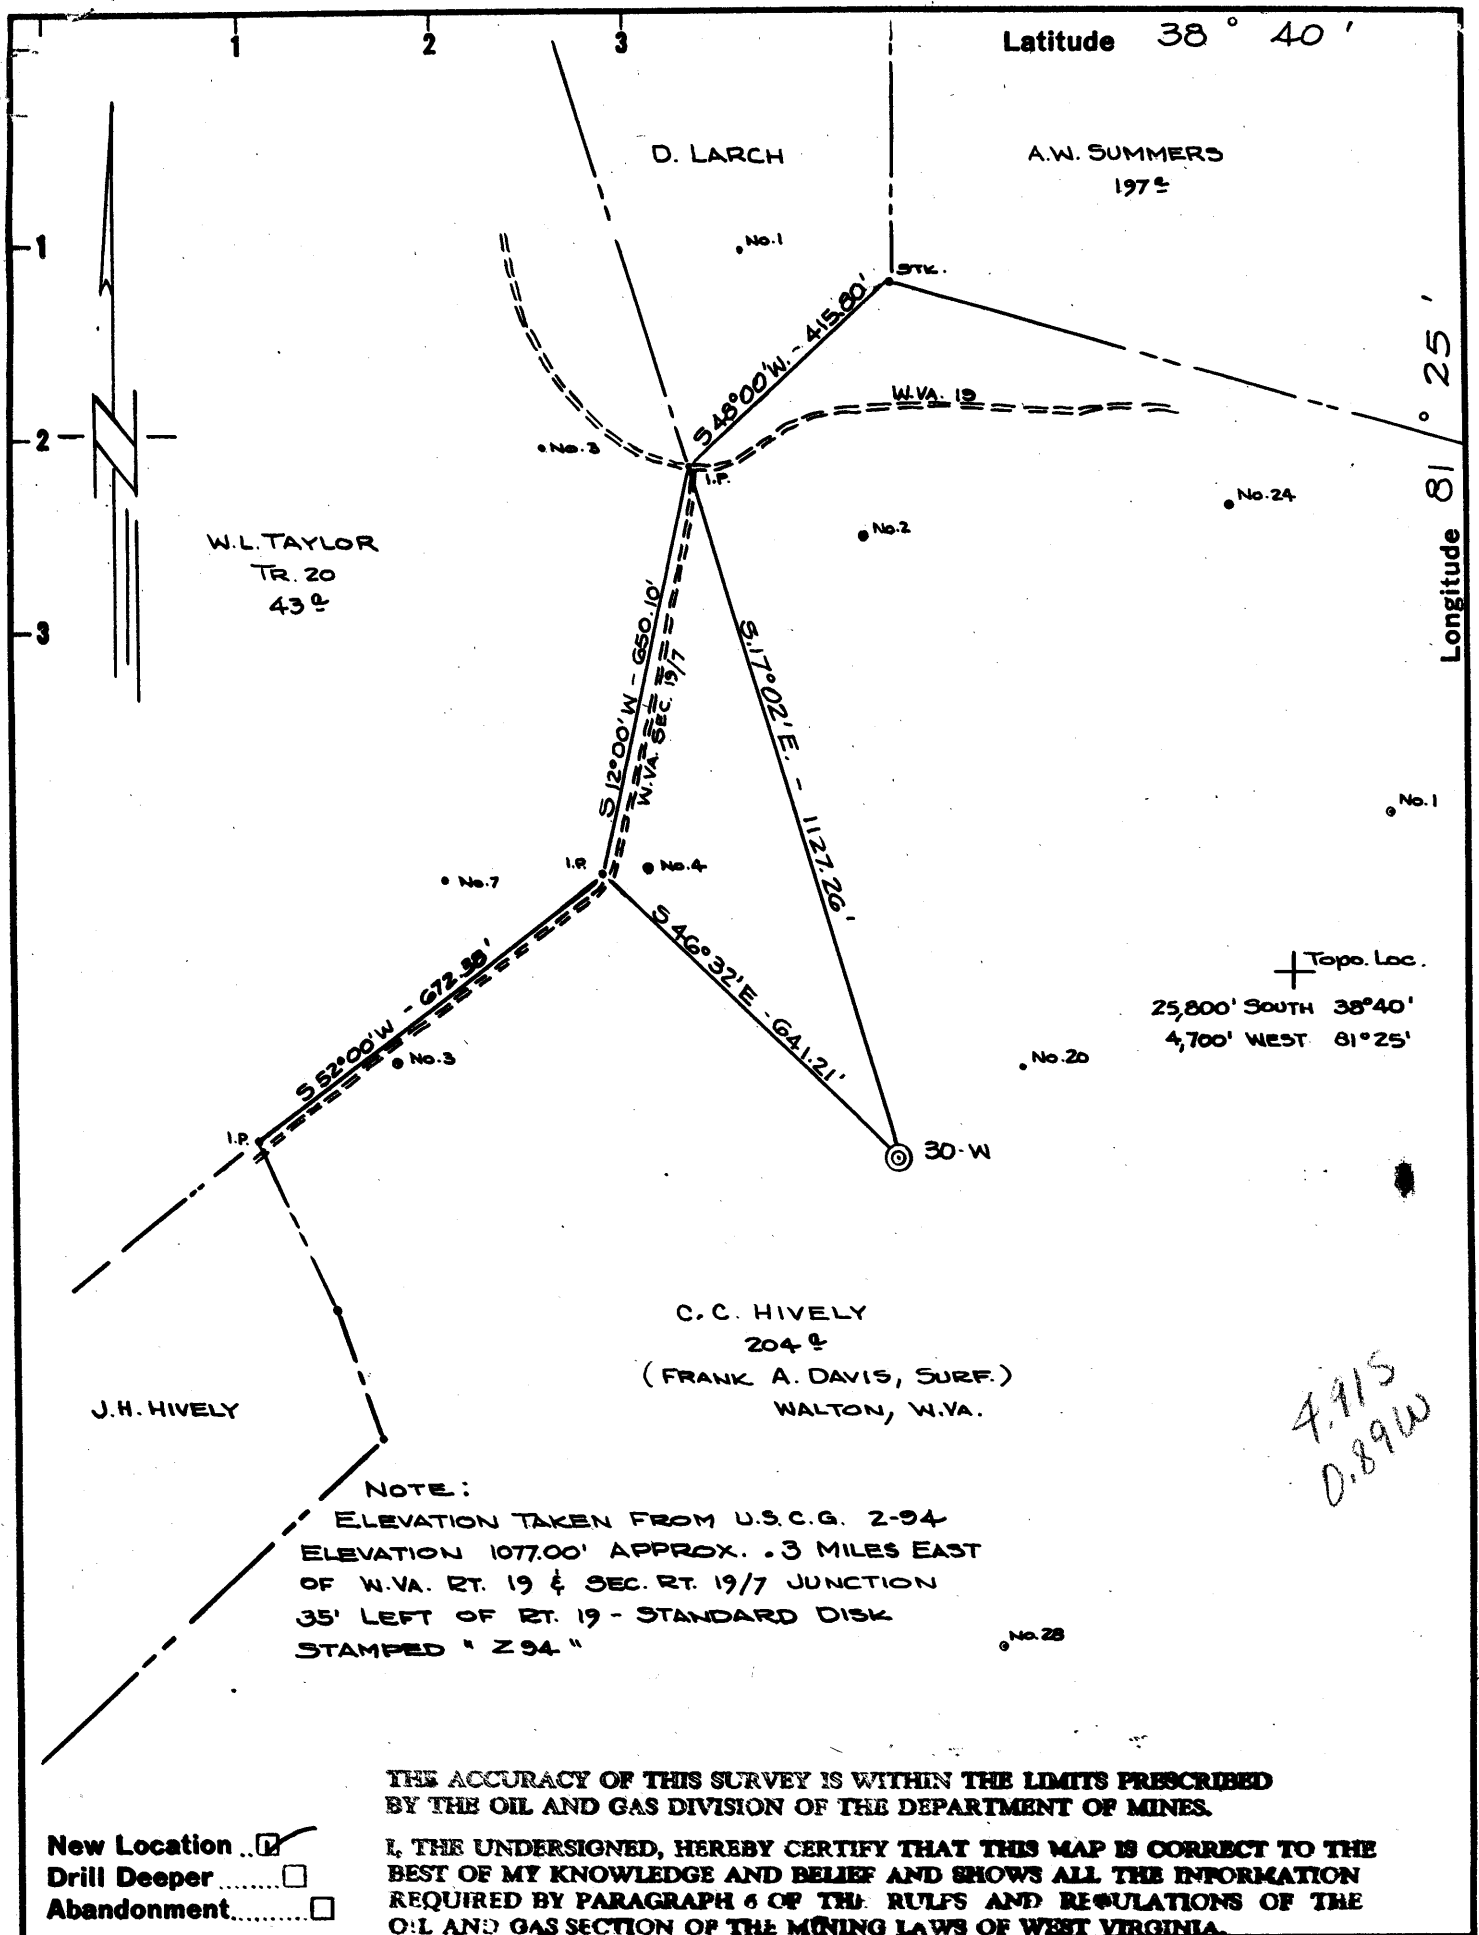 1 2 3
Latitude 38° 40'
D. LARCH
A.W. SUMMERS
197 a
1
No.1
STK.
S 48°00'W. - 415.80'
Longitude 81° 25'
W.VA. 19
2
No.3
I.P.
No.24
No.2
W.L. TAYLOR
TR. 20
43 a
3
S 12°00'W - 650.10'
W.VA. SEC. 19/7
S.17°02'E. - 1127.26'
No.1
I.P.
No.4
No.7
S 46°32'E - 641.21'
S 52°00'W - 672.38'
Topo. Loc.
25,800' SOUTH 38°40'
4,700' WEST 81°25'
No.3
No.20
I.P.
30-W
C. C. HIVELY
204 a
(FRANK A. DAVIS, SURF.)
WALTON, W.VA.
J.H. HIVELY
4.91S
0.89W
NOTE:
ELEVATION TAKEN FROM U.S.C.G. Z-94
ELEVATION 1077.00' APPROX. .3 MILES EAST
OF W.VA. RT. 19 & SEC. RT. 19/7 JUNCTION
35' LEFT OF RT. 19 - STANDARD DISK
STAMPED " Z 94 "
No.28
THE ACCURACY OF THIS SURVEY IS WITHIN THE LIMITS PRESCRIBED
BY THE OIL AND GAS DIVISION OF THE DEPARTMENT OF MINES.
New Location ..
Drill Deeper ........
Abandonment..........
I, THE UNDERSIGNED, HEREBY CERTIFY THAT THIS MAP IS CORRECT TO THE
BEST OF MY KNOWLEDGE AND BELIEF AND SHOWS ALL THE INFORMATION
REQUIRED BY PARAGRAPH 6 OF THE RULES AND REGULATIONS OF THE
OIL AND GAS SECTION OF THE MINING LAWS OF WEST VIRGINIA.